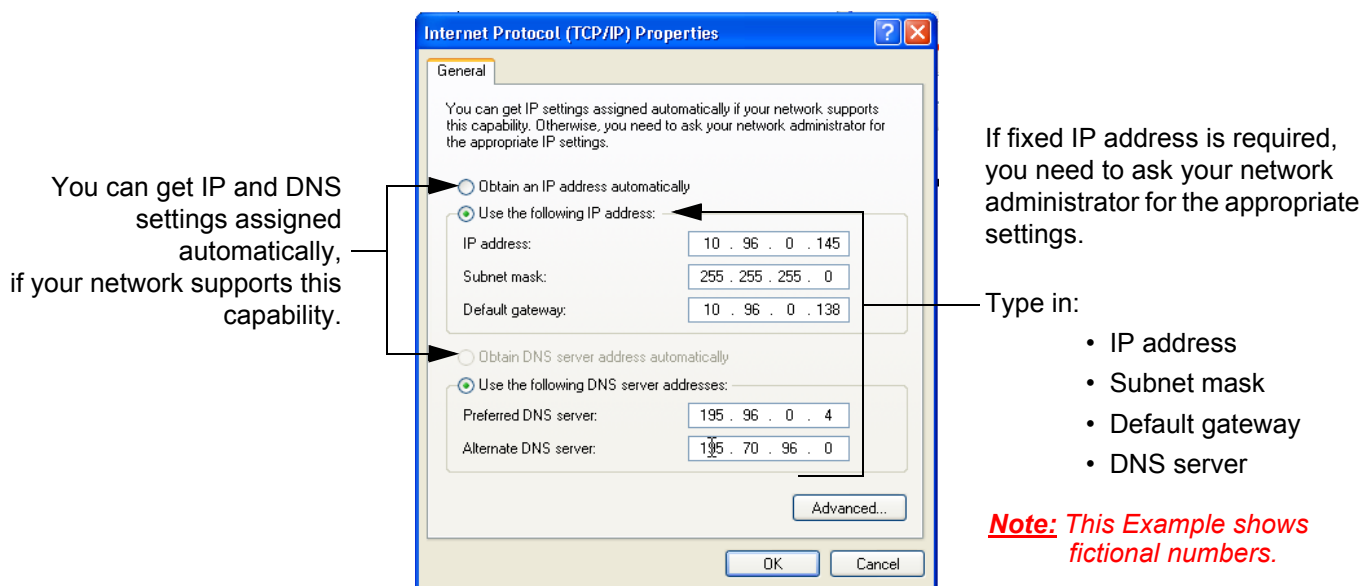 Internet Protocol (TCP/IP) Properties
General
You can get IP settings assigned automatically if your network supports
this capability. Otherwise, you need to ask your network administrator for
the appropriate IP settings.
Obtain an IP address automatically
Use the following IP address:
IP address: 10 . 96 . 0 . 145
Subnet mask: 255 . 255 . 255 . 0
Default gateway: 10 . 96 . 0 . 138
Obtain DNS server address automatically
Use the following DNS server addresses:
Preferred DNS server: 195 . 96 . 0 . 4
Alternate DNS server: 195 . 70 . 96 . 0
Advanced...
OK
Cancel
You can get IP and DNS
settings assigned
automatically,
if your network supports this
capability.
If fixed IP address is required,
you need to ask your network
administrator for the appropriate
settings.
Type in:
• IP address
• Subnet mask
• Default gateway
• DNS server
Note: This Example shows
fictional numbers.